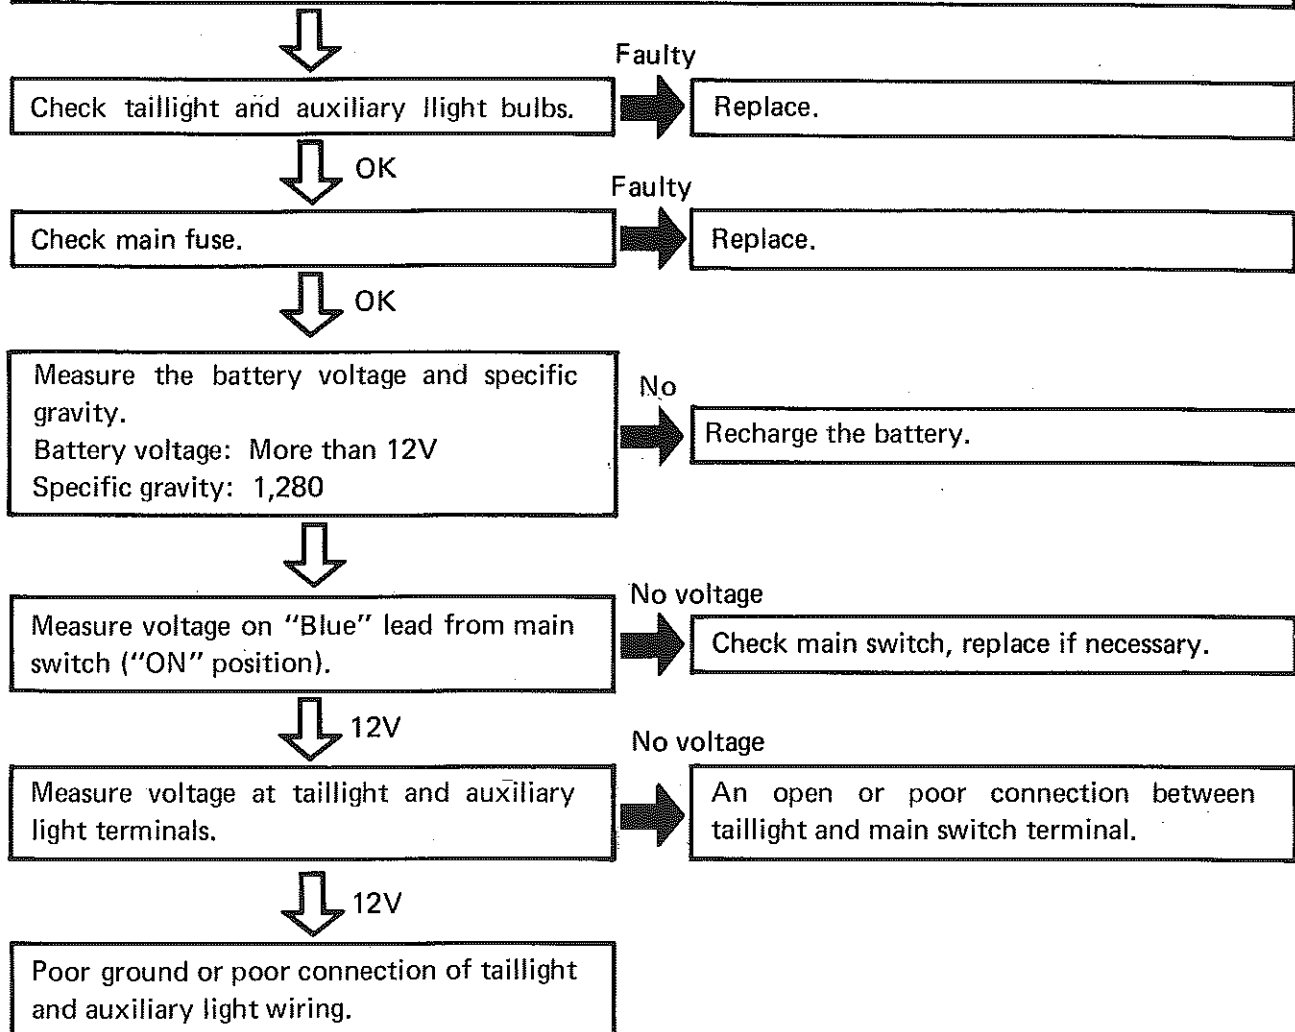 Faulty
Check taillight and auxiliary llight bulbs.
Replace.
OK
Faulty
Check main fuse.
Replace.
OK
Measure the battery voltage and specific
gravity.
Battery voltage: More than 12V
Specific gravity: 1,280
No
Recharge the battery.
No voltage
Measure voltage on "Blue" lead from main
switch ("ON" position).
Check main switch, replace if necessary.
12V
No voltage
Measure voltage at taillight and auxiliary
light terminals.
An open or poor connection between
taillight and main switch terminal.
12V
Poor ground or poor connection of taillight
and auxiliary light wiring.